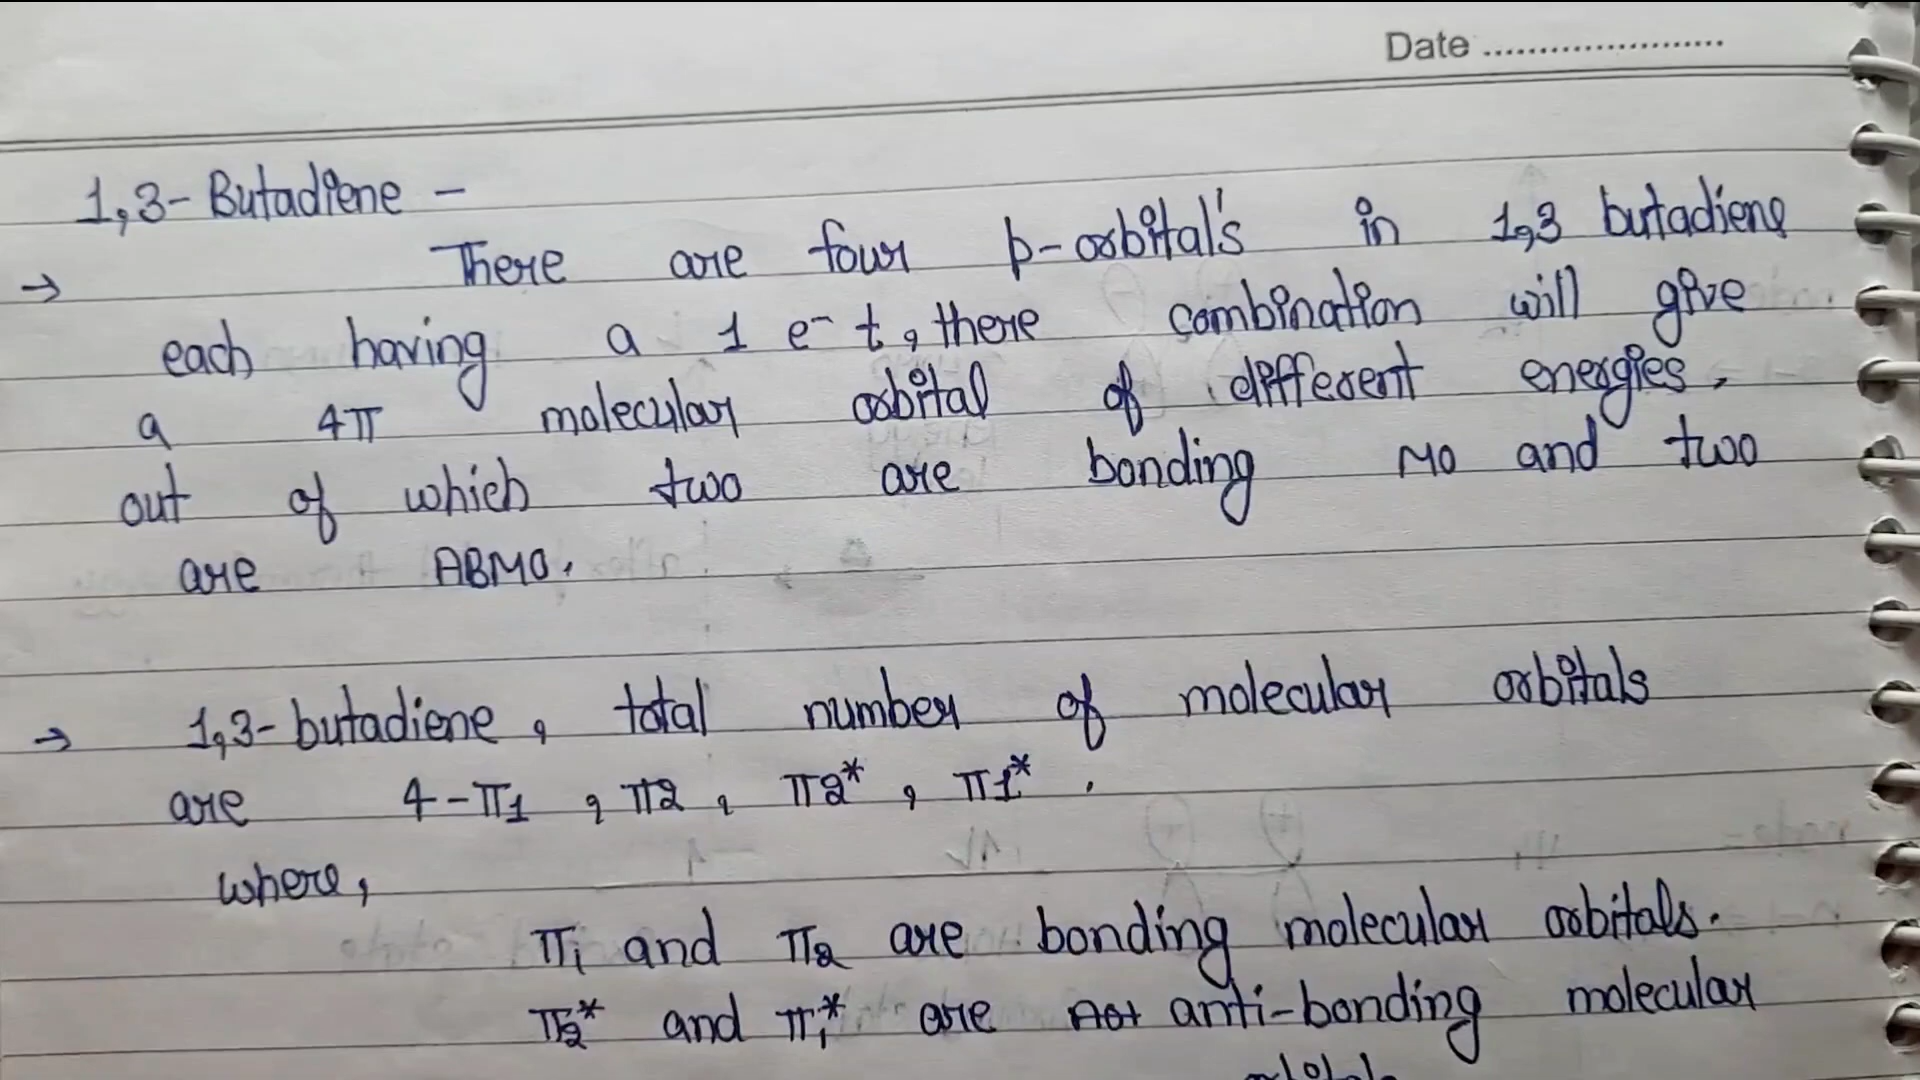 Date ........................
1,3- Butadiene -
→ There are four p-orbital's in 1,3 butadiene
each having a 1 e- t, there combination will give
a 4π molecular orbital of different energies,
out of which two are bonding MO and two
are ABMO.
→ 1,3-butadiene, total number of molecular orbitals
are 4-π1, π2, π2*, π1*.
where,
π1 and π2 are bonding molecular orbitals.
π2* and π1* are anti-bonding molecular